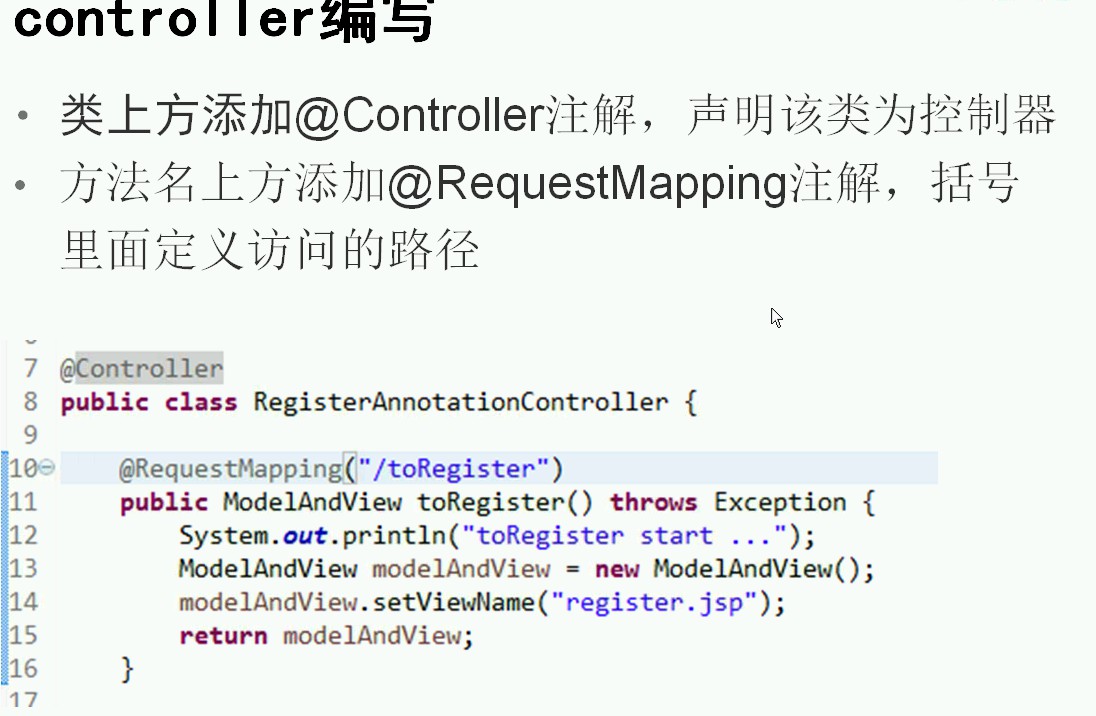 controller编写
• 类上方添加@Controller注解，声明该类为控制器
• 方法名上方添加@RequestMapping注解，括号
里面定义访问的路径
7 @Controller
8 public class RegisterAnnotationController {
9
10 @RequestMapping("/toRegister")
11 public ModelAndView toRegister() throws Exception {
12 System.out.println("toRegister start ...");
13 ModelAndView modelAndView = new ModelAndView();
14 modelAndView.setViewName("register.jsp");
15 return modelAndView;
16 }
17